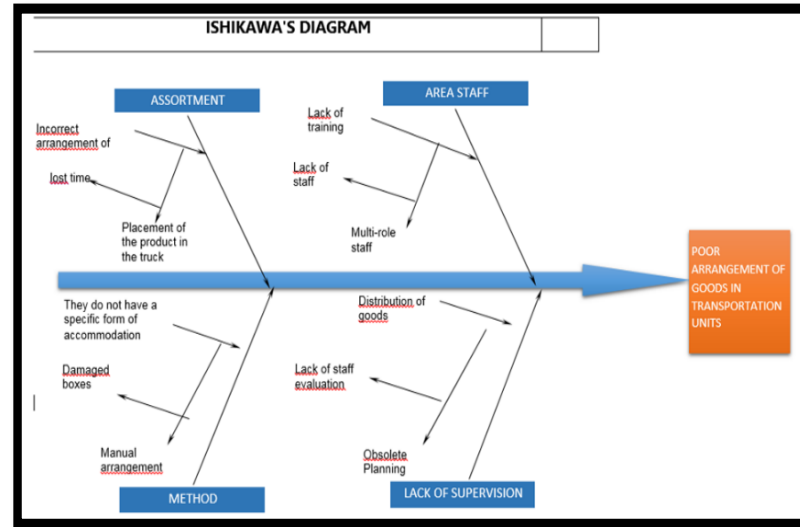 ISHIKAWA'S DIAGRAM
ASSORTMENT
AREA STAFF
Incorrect
arrangement of
lost time
Placement of
the product in
the truck
Lack of
training
Lack of
staff
Multi-role
staff
POOR
ARRANGEMENT OF
GOODS IN
TRANSPORTATION
UNITS
They do not have a
specific form of
accommodation
Damaged
boxes
Manual
arrangement
Distribution of
goods
Lack of staff
evaluation
Obsolete
Planning
METHOD
LACK OF SUPERVISION